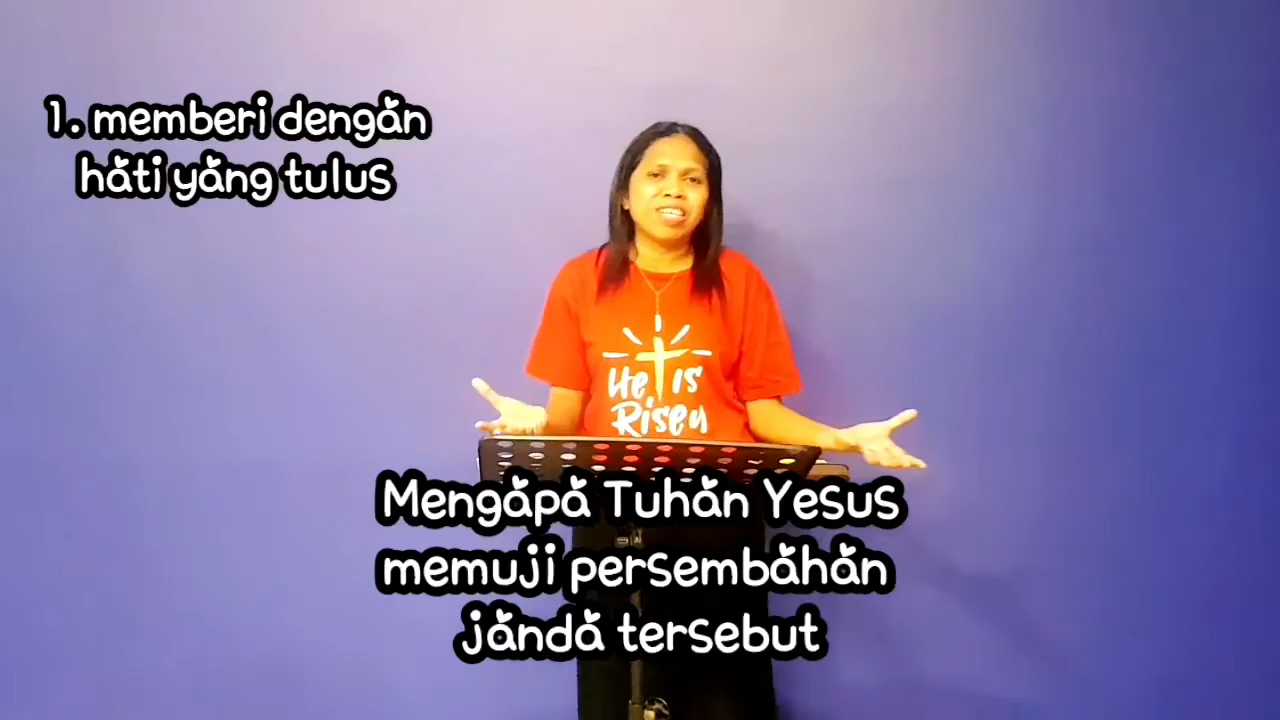 1. memberi dengan
hati yang tulus
He is
Risen
Mengapa Tuhan Yesus
memuji persembahan
janda tersebut